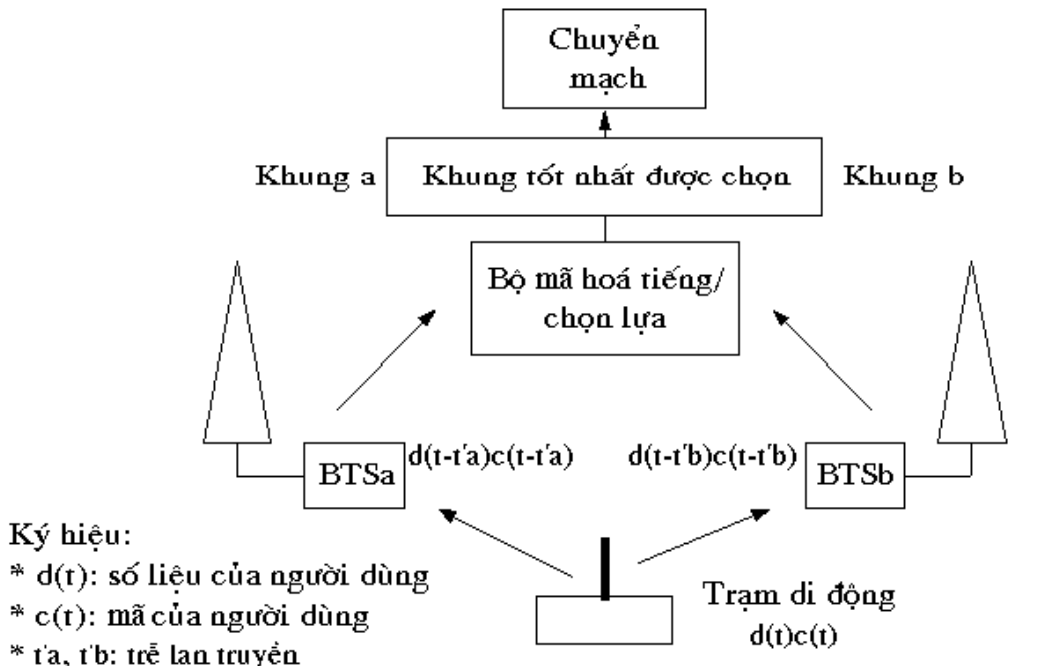 Chuyển
mạch
Khung a
Khung tốt nhất được chọn
Khung b
Bộ mã hoá tiếng/
chọn lựa
BTSa
d(t-t'a)c(t-t'a)
d(t-t'b)c(t-t'b)
BTSb
Ký hiệu:
* d(t): số liệu của người dùng
* c(t): mã của người dùng
* t'a, t'b: trễ lan truyền
Trạm di động
d(t)c(t)